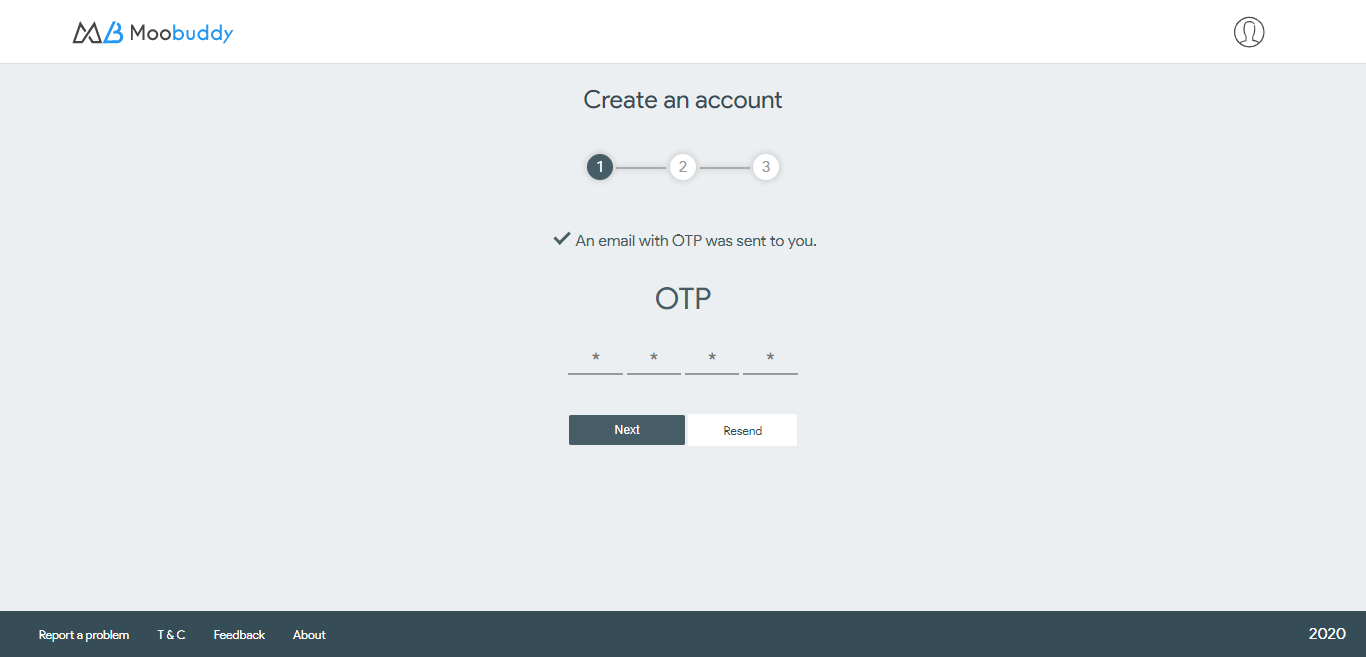 MB Moobuddy
Create an account
1 2 3
An email with OTP was sent to you.
OTP
* * * *
Next Resend
Report a problem T & C Feedback About 2020